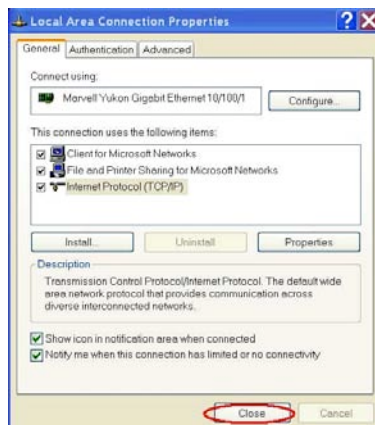 Local Area Connection Properties
General Authentication Advanced
Connect using:
Marvell Yukon Gigabit Ethernet 10/100/1 Configure...
This connection uses the following items:
Client for Microsoft Networks
File and Printer Sharing for Microsoft Networks
Internet Protocol (TCP/IP)
Install... Uninstall Properties
Description
Transmission Control Protocol/Internet Protocol. The default wide
area network protocol that provides communication across
diverse interconnected networks.
Show icon in notification area when connected
Notify me when this connection has limited or no connectivity
Close Cancel